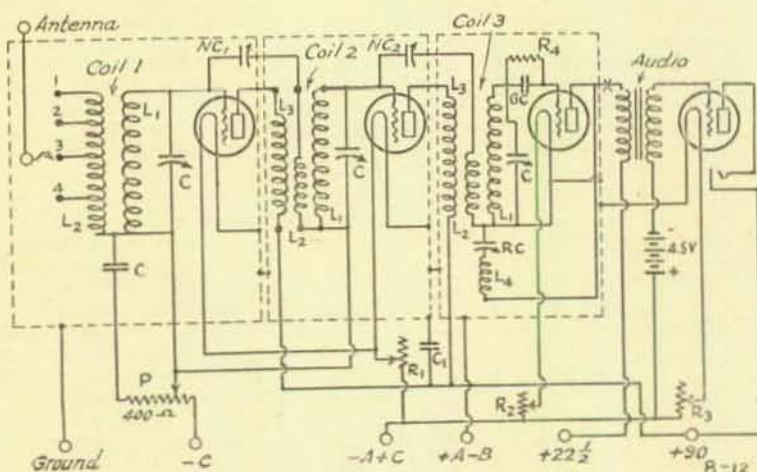 Antenna
Coil 1
1
2
3
4
L₁
L₂
C
C
P
400-Ω
NC₁
Coil 2
L₃
L₂
L₁
C
NC₂
Coil 3
R₄
GC
L₃
L₂
L₁
C
RC
L₄
Audio
-
4.5V
+
R₁
C₁
R₂
R₃
Ground
-C
-A+C
+A-B
+22½
+90
R-12